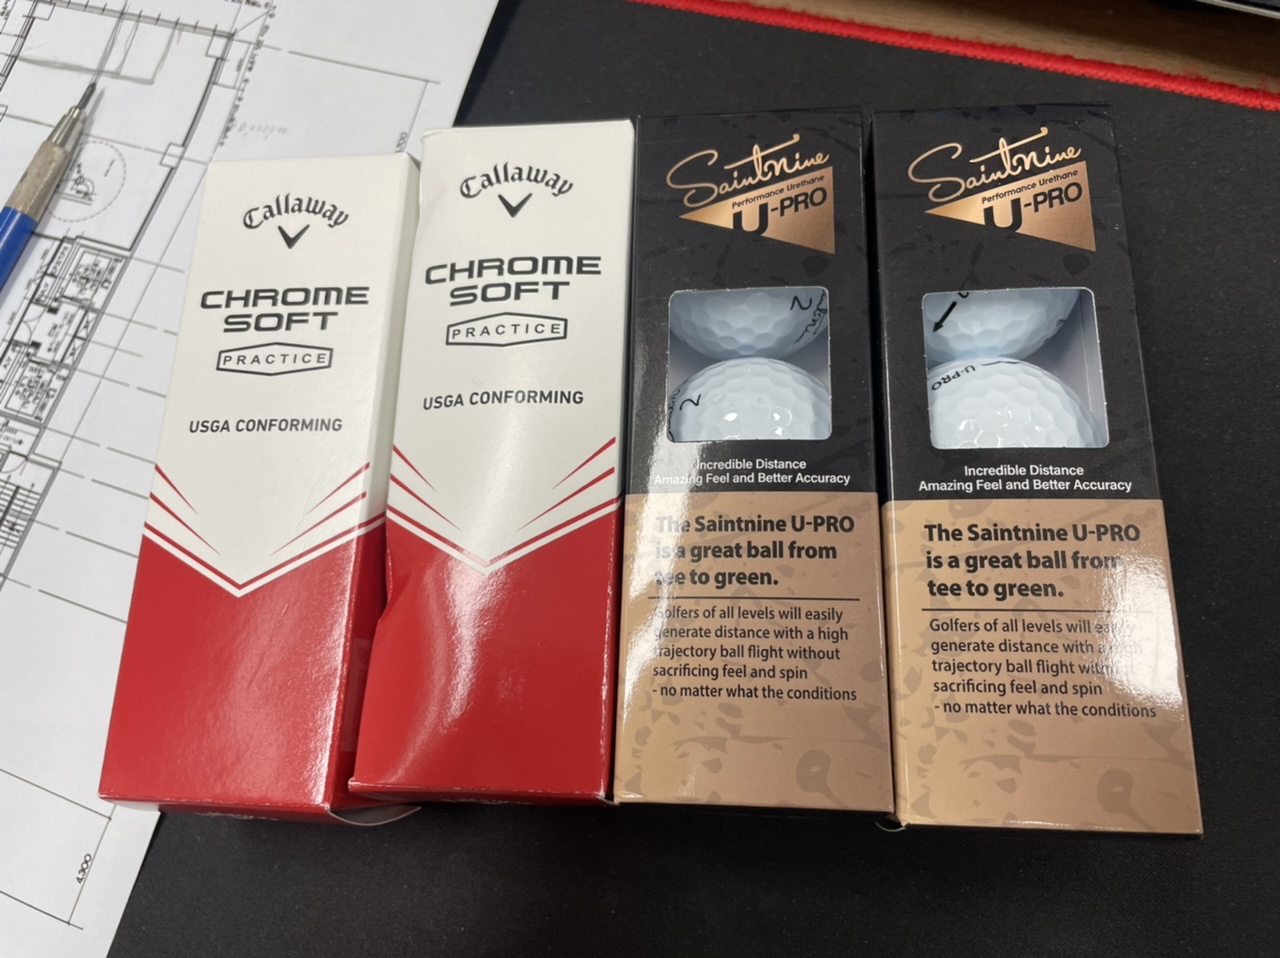 Callaway
CHROME
SOFT
PRACTICE
USGA CONFORMING
Callaway
CHROME
SOFT
PRACTICE
USGA CONFORMING
SaintNine
Performance Urethane
U-PRO
2
2
Incredible Distance
Amazing Feel and Better Accuracy
The Saintnine U-PRO
is a great ball from
tee to green.
Golfers of all levels will easily
generate distance with a high
trajectory ball flight without
sacrificing feel and spin
- no matter what the conditions
SaintNine
Performance Urethane
U-PRO
U-PRO
Incredible Distance
Amazing Feel and Better Accuracy
The Saintnine U-PRO
is a great ball from
tee to green.
Golfers of all levels will easily
generate distance with a high
trajectory ball flight without
sacrificing feel and spin
- no matter what the conditions
4,300